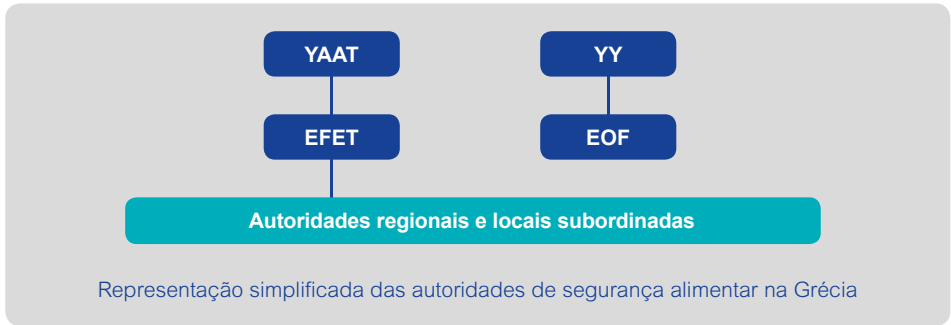 YAAT
YY
EFET
EOF
Autoridades regionais e locais subordinadas
Representação simplificada das autoridades de segurança alimentar na Grécia